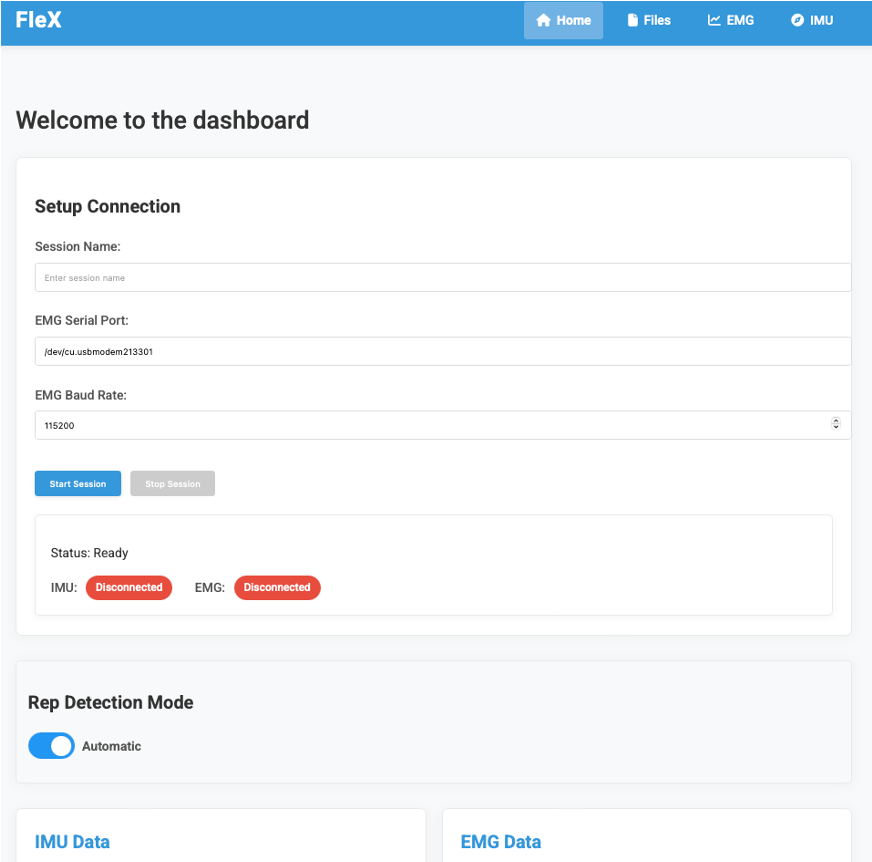 FleX
Home Files EMG IMU
Welcome to the dashboard
Setup Connection
Session Name:
Enter session name
EMG Serial Port:
/dev/cu.usbmodem213301
EMG Baud Rate:
115200
Start Session Stop Session
Status: Ready
IMU: Disconnected EMG: Disconnected
Rep Detection Mode
Automatic
IMU Data EMG Data